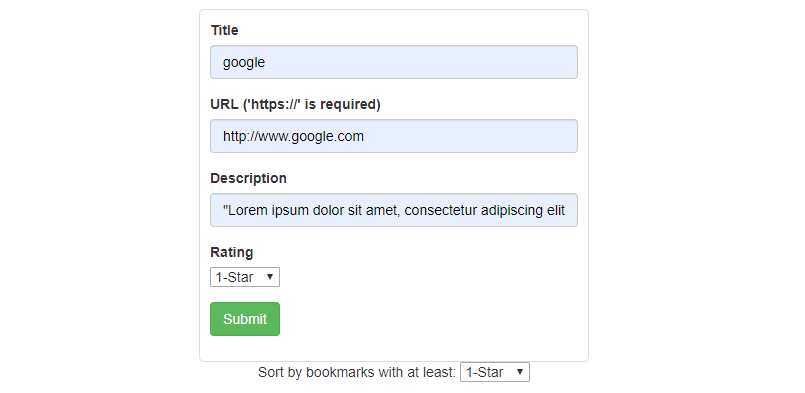 Title
google
URL ('https://' is required)
http://www.google.com
Description
"Lorem ipsum dolor sit amet, consectetur adipiscing elit
Rating
1-Star
Submit
Sort by bookmarks with at least: 1-Star